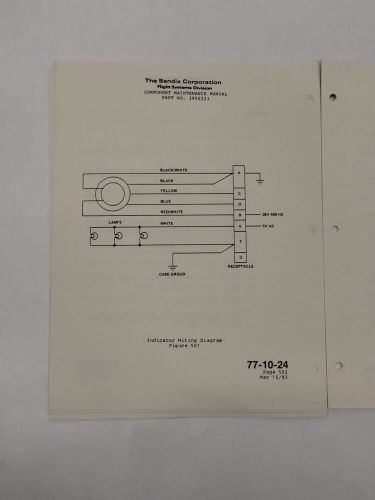 The Bendix Corporation
Flight Systems Division
COMPONENT MAINTENANCE MANUAL
PART NO. 3950233
BLACK/WHITE
A
BLACK
YELLOW
C
BLUE
D
RED/WHITE
B
26V 400 HZ
LAMPS
WHITE
E
5V AC
F
G
CASE GROUD
RECEPTACLE
Indicator Wiring Diagram
Figure 501
77-10-24
Page 502
Mar 15/83